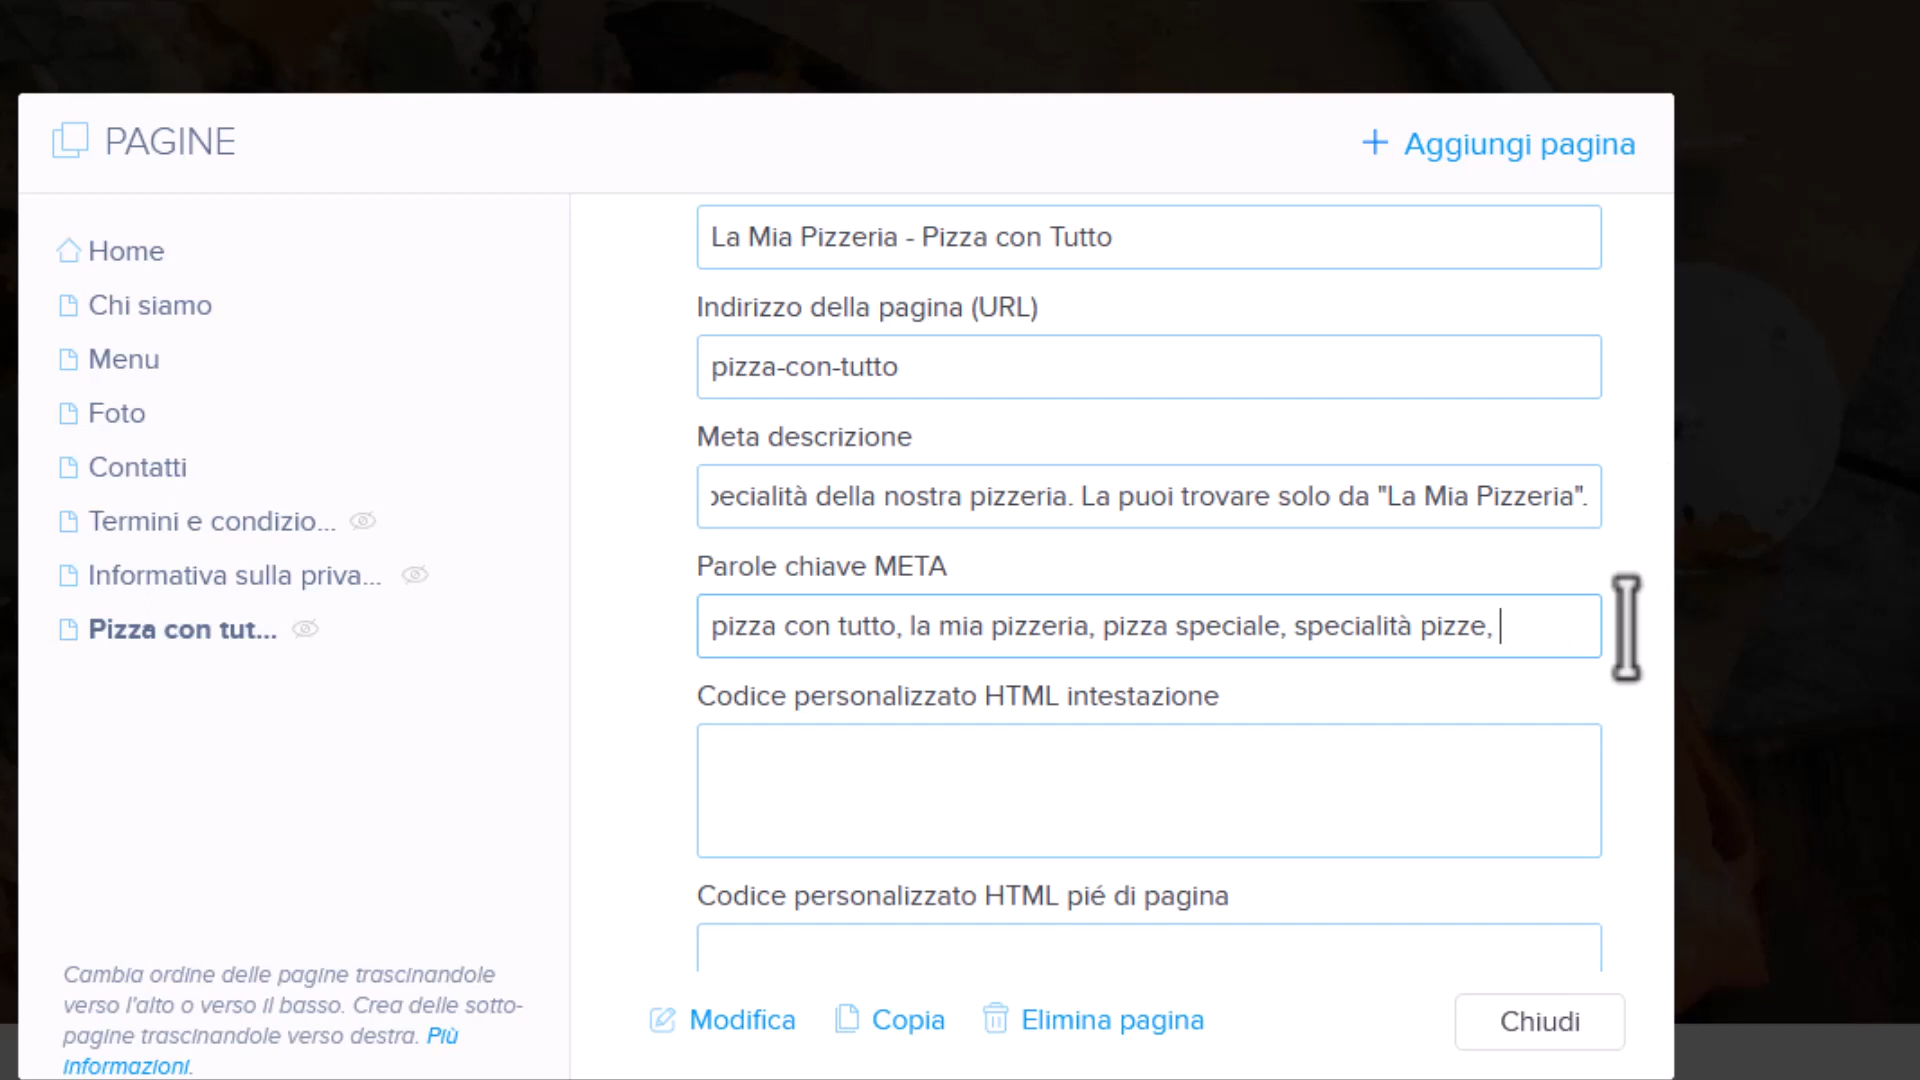 PAGINE
+ Aggiungi pagina
Home
Chi siamo
Menu
Foto
Contatti
Termini e condizio...
Informativa sulla priva...
Pizza con tut...
Cambia ordine delle pagine trascinandole
verso l'alto o verso il basso. Crea delle sotto-
pagine trascinandole verso destra. Più
informazioni.
La Mia Pizzeria - Pizza con Tutto
Indirizzo della pagina (URL)
pizza-con-tutto
Meta descrizione
pecialità della nostra pizzeria. La puoi trovare solo da "La Mia Pizzeria".
Parole chiave META
pizza con tutto, la mia pizzeria, pizza speciale, specialità pizze,
Codice personalizzato HTML intestazione
Codice personalizzato HTML pié di pagina
Modifica
Copia
Elimina pagina
Chiudi